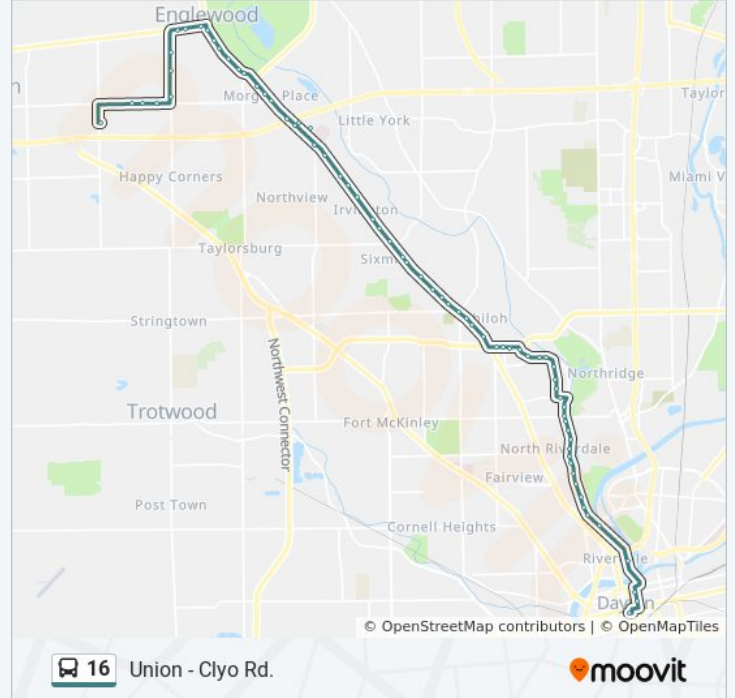 Englewood
Morgan Place
Taylor
Little York
Happy Corners
Miami V
Northview
Irvington
Taylorsburg
Sixm
Stringtown
hiloh
Northwest Connector
Northridge
Trotwood
Fort McKinley
North Riverdale
Fairview
Post Town
Cornell Heights
Riverdale
Dayton
© OpenStreetMap contributors | © OpenMapTiles
16 Union - Clyo Rd.
moovit